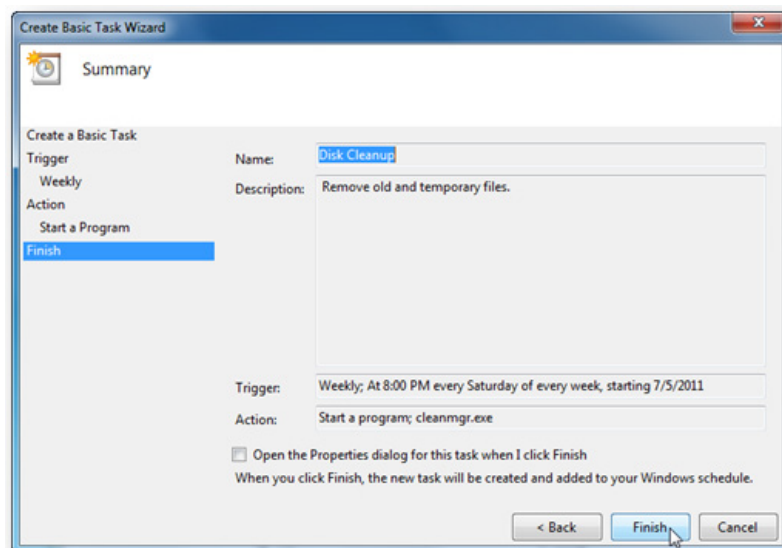 Create Basic Task Wizard
Summary
Create a Basic Task
Trigger
Weekly
Action
Start a Program
Finish
Name: Disk Cleanup
Description: Remove old and temporary files.
Trigger: Weekly; At 8:00 PM every Saturday of every week, starting 7/5/2011
Action: Start a program; cleanmgr.exe
Open the Properties dialog for this task when I click Finish
When you click Finish, the new task will be created and added to your Windows schedule.
< Back Finish Cancel